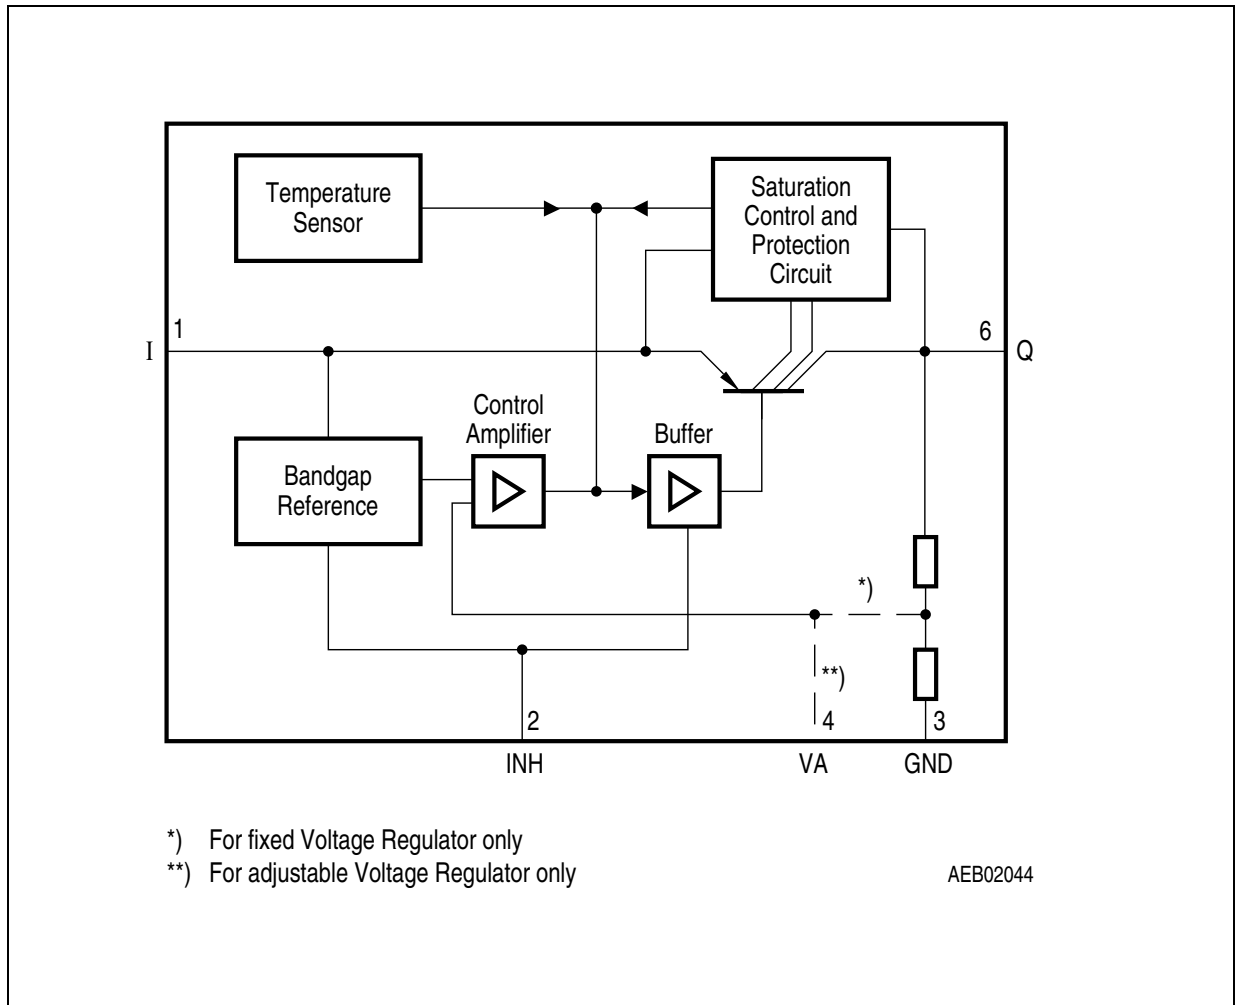 Temperature
Sensor
Saturation
Control and
Protection
Circuit
1
I
6
Q
Control
Amplifier
Buffer
Bandgap
Reference
*)
**)
2
4
3
INH
VA
GND
*) For fixed Voltage Regulator only
**) For adjustable Voltage Regulator only
AEB02044